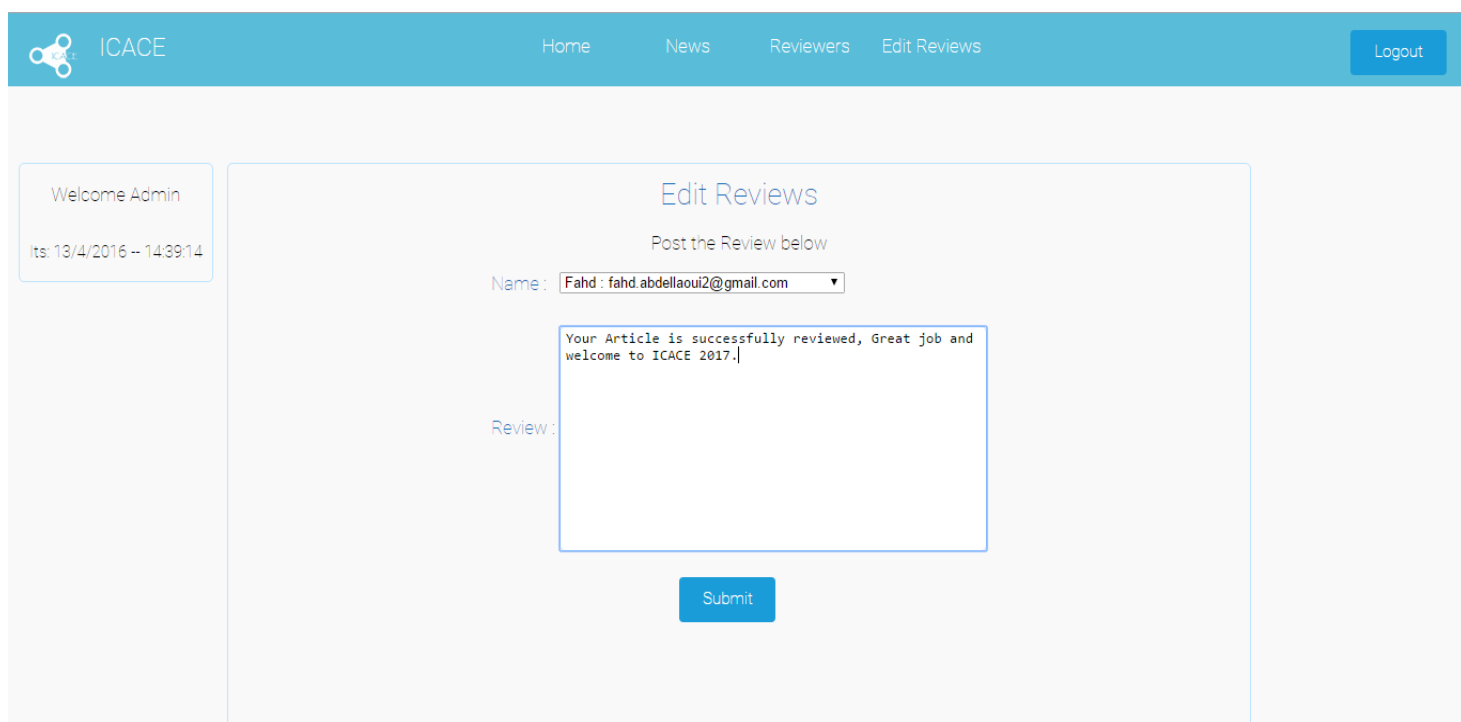 ICACE
ICACE
Home
News
Reviewers
Edit Reviews
Logout
Welcome Admin
Its: 13/4/2016 -- 14:39:14
Edit Reviews
Post the Review below
Name :
Fahd : fahd.abdellaoui2@gmail.com
Your Article is successfully reviewed, Great job and
welcome to ICACE 2017.
Review :
Submit